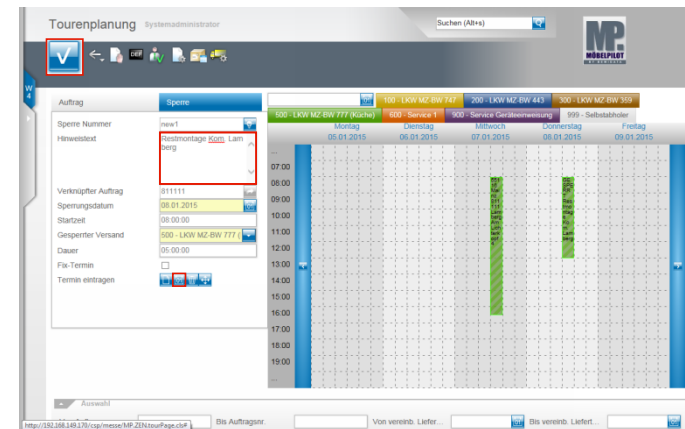 Tourenplanung Systemadministrator
Suchen (Alt+s)
MP.
MÖBELPILOT
DEF
W
4
Auftrag
Sperre
Sperre Nummer
new1
Hinweistext
Restmontage Kom. Lam
berg
Verknüpfter Auftrag
811111
Sperrungsdatum
08.01.2015
Startzeit
08:00:00
Gesperrter Versand
500 - LKW MZ-BW 777 (
Dauer
05:00:00
Fix-Termin
Termin eintragen
100 - LKW MZ-BW 747
200 - LKW MZ-BW 443
300 - LKW MZ-BW 359
500 - LKW MZ-BW 777 (Küche)
600 - Service 1
900 - Service Geräteeinweisung
999 - Selbstabholer
Montag
Dienstag
Mittwoch
Donnerstag
Freitag
05.01.2015
06.01.2015
07.01.2015
08.01.2015
09.01.2015
...
07:00
08:00
09:00
10:00
11:00
12:00
13:00
14:00
15:00
16:00
17:00
18:00
19:00
...
Auswahl
Bis Auftragsnr.
Von vereinb. Liefer...
Bis vereinb. Liefert...
http://192.168.149.170/csp/messe/MP.ZEN.tourPage.cls#